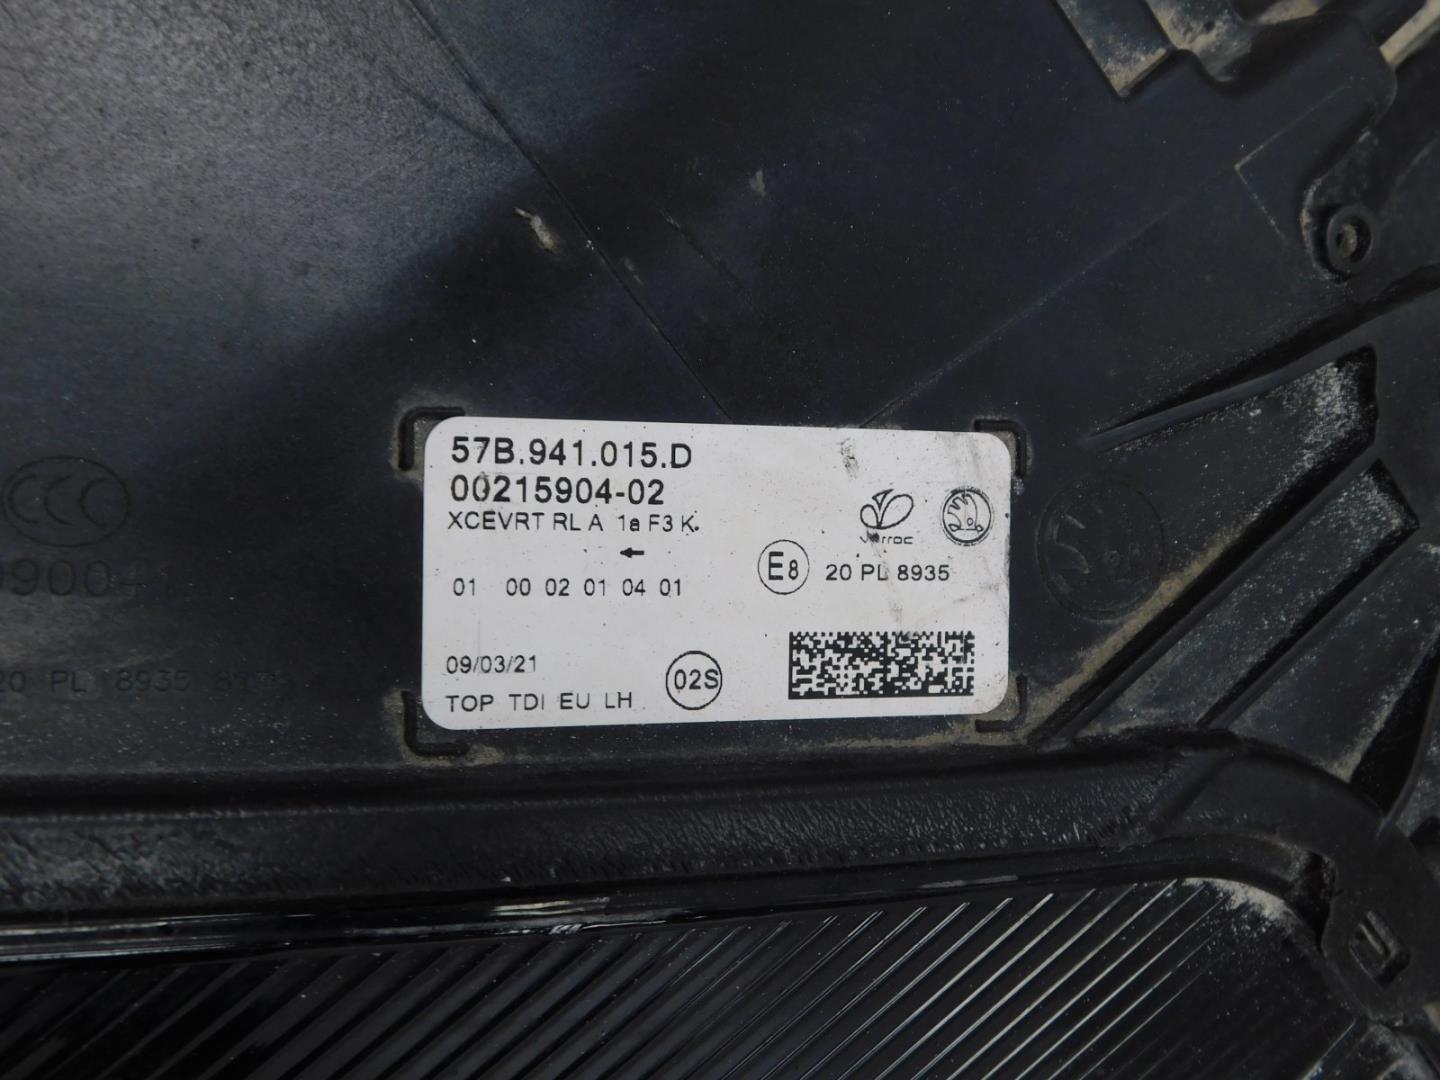 57B.941.015.D
00215904-02
XCEVRT RL A 1a F3 K
←
01 00 02 01 04 01
varroc
E8 20 PL 8935
09/03/21
TOP TDI EU LH
02S
CCC
20 PL 8935